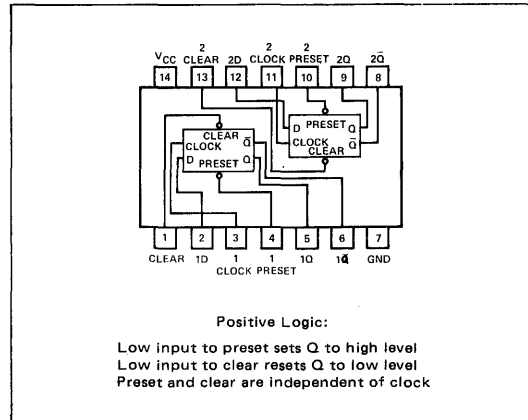 2 2 2
VCC CLEAR 2D CLOCK PRESET 2Q 2Q̅
14 13 12 11 10 9 8
D PRESET Q
CLOCK Q̅
CLEAR
CLEAR
CLOCK Q̅
D Q
PRESET
1 2 3 4 5 6 7
CLEAR 1D 1 1 1Q 1Q̅ GND
CLOCK PRESET
Positive Logic:
Low input to preset sets Q to high level
Low input to clear resets Q to low level
Preset and clear are independent of clock